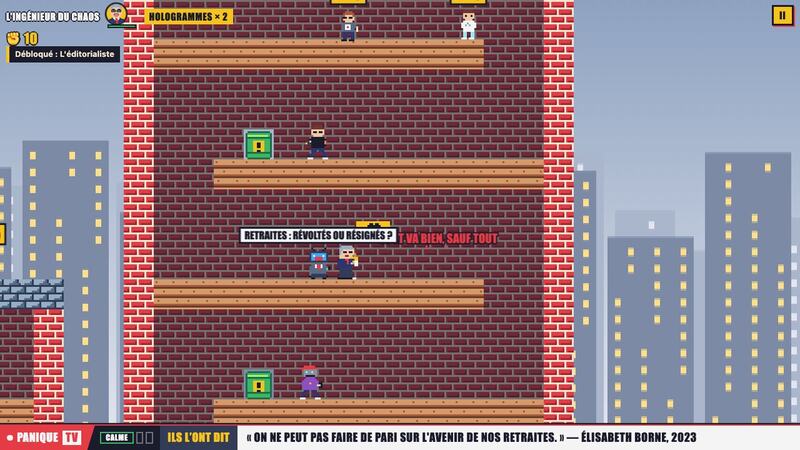 L'INGÉNIEUR DU CHAOS
HOLOGRAMMES × 2
10
Débloqué : L'éditorialiste
RETRAITES : RÉVOLTÉS OU RÉSIGNÉS ?
VA BIEN, SAUF TOUT
PANIQUE TV
CALME
ILS L'ONT DIT
« ON NE PEUT PAS FAIRE DE PARI SUR L'AVENIR DE NOS RETRAITES. » — ÉLISABETH BORNE, 2023